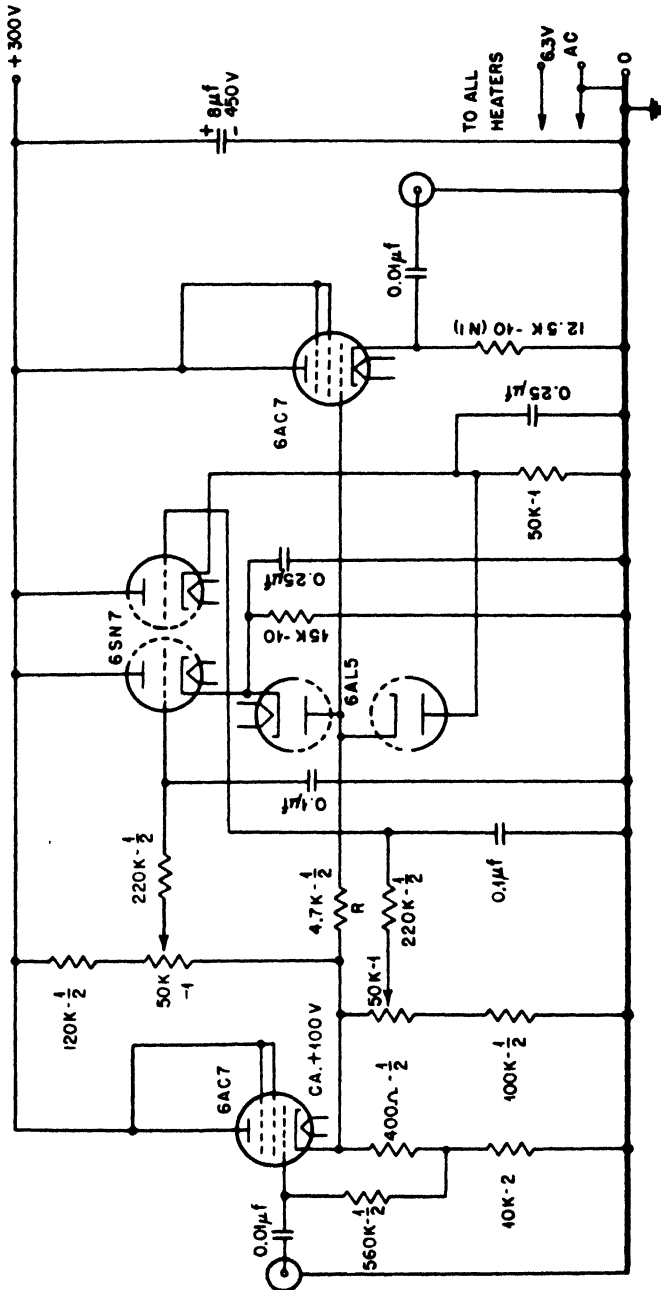 +300V
+ 8µf
- 450V
6SN7
6AC7
220K-½
120K-½
50K
-1
6AC7
CA.+100V
4.7K-½
R
0.1µf
6AL5
15K-10
0.25µf
0.01µf
TO ALL
HEATERS
6.3V
AC
0.01µf
560K-½
400Ω-½
50K-1
220K-½
10K-2
100K-½
0.1µf
50K-1
0.25µf
12.5K-10 (NI)
0